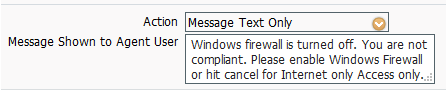 Action Message Text Only
Message Shown to Agent User Windows firewall is turned off. You are not
compliant. Please enable Windows Firewall
or hit cancel for Internet only Access only.